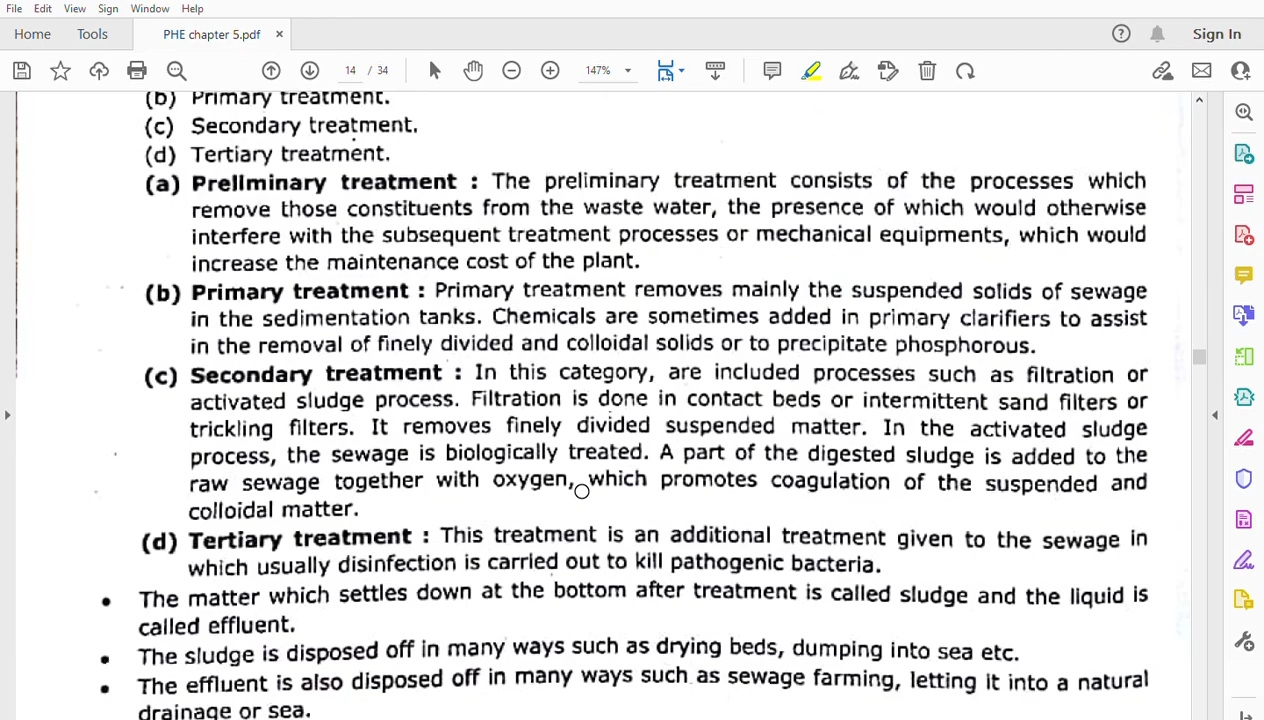 File Edit View Sign Window Help
Home Tools PHE chapter 5.pdf × Sign In
14 / 34 147%
(b) Primary treatment.
(c) Secondary treatment.
(d) Tertiary treatment.
(a) Preliminary treatment : The preliminary treatment consists of the processes which
remove those constituents from the waste water, the presence of which would otherwise
interfere with the subsequent treatment processes or mechanical equipments, which would
increase the maintenance cost of the plant.
(b) Primary treatment : Primary treatment removes mainly the suspended solids of sewage
in the sedimentation tanks. Chemicals are sometimes added in primary clarifiers to assist
in the removal of finely divided and colloidal solids or to precipitate phosphorous.
(c) Secondary treatment : In this category, are included processes such as filtration or
activated sludge process. Filtration is done in contact beds or intermittent sand filters or
trickling filters. It removes finely divided suspended matter. In the activated sludge
process, the sewage is biologically treated. A part of the digested sludge is added to the
raw sewage together with oxygen, which promotes coagulation of the suspended and
colloidal matter.
(d) Tertiary treatment : This treatment is an additional treatment given to the sewage in
which usually disinfection is carried out to kill pathogenic bacteria.
• The matter which settles down at the bottom after treatment is called sludge and the liquid is
called effluent.
• The sludge is disposed off in many ways such as drying beds, dumping into sea etc.
• The effluent is also disposed off in many ways such as sewage farming, letting it into a natural
drainage or sea.